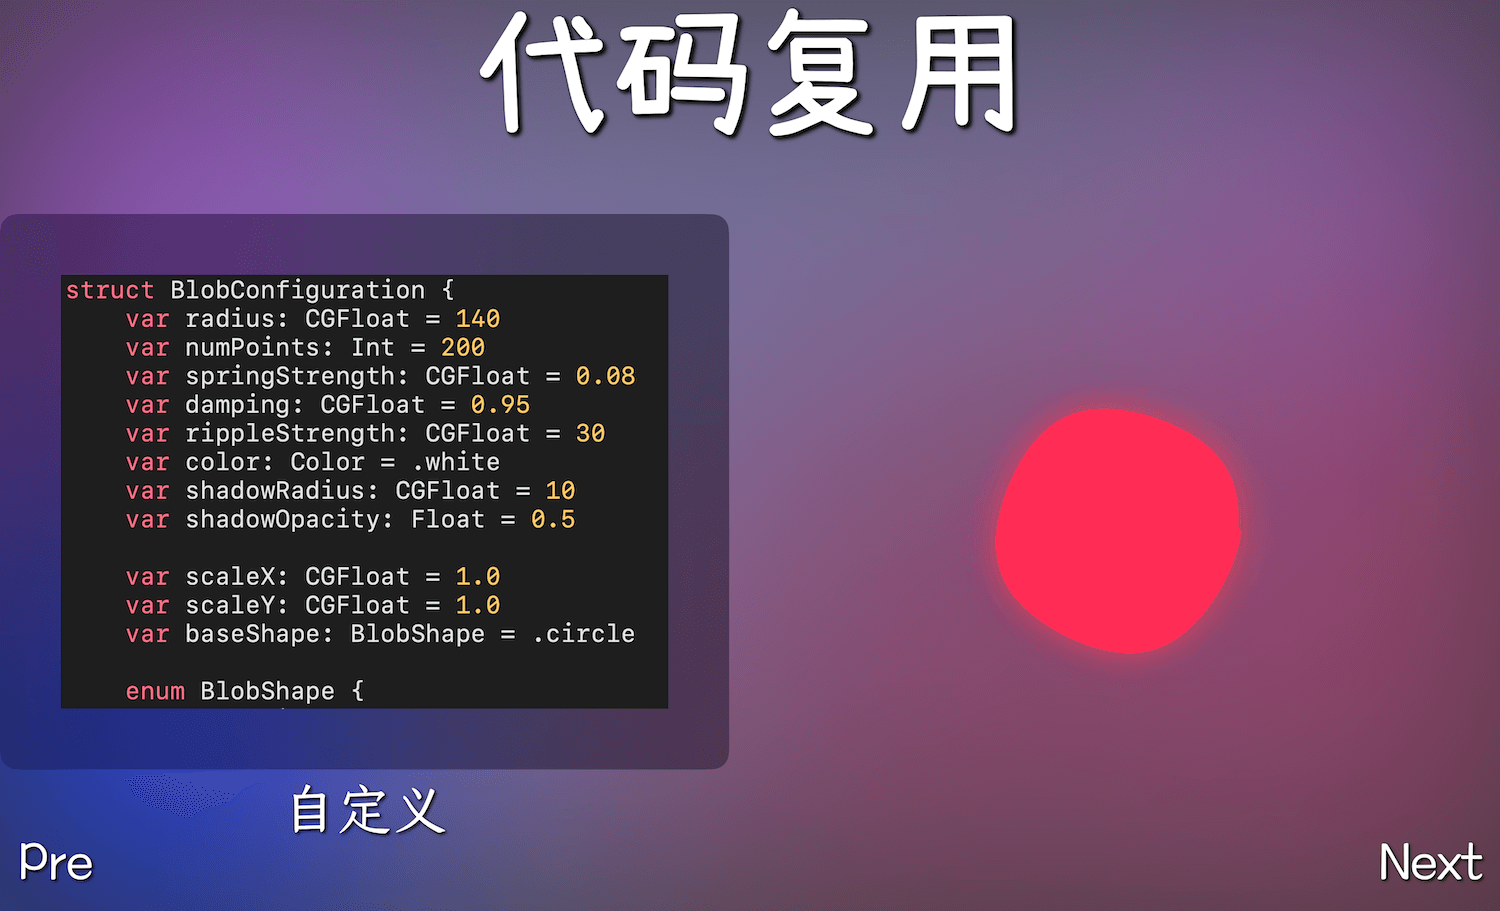 代码复用
struct BlobConfiguration {
    var radius: CGFloat = 140
    var numPoints: Int = 200
    var springStrength: CGFloat = 0.08
    var damping: CGFloat = 0.95
    var rippleStrength: CGFloat = 30
    var color: Color = .white
    var shadowRadius: CGFloat = 10
    var shadowOpacity: Float = 0.5
    var scaleX: CGFloat = 1.0
    var scaleY: CGFloat = 1.0
    var baseShape: BlobShape = .circle
    enum BlobShape {
自定义
Pre
Next